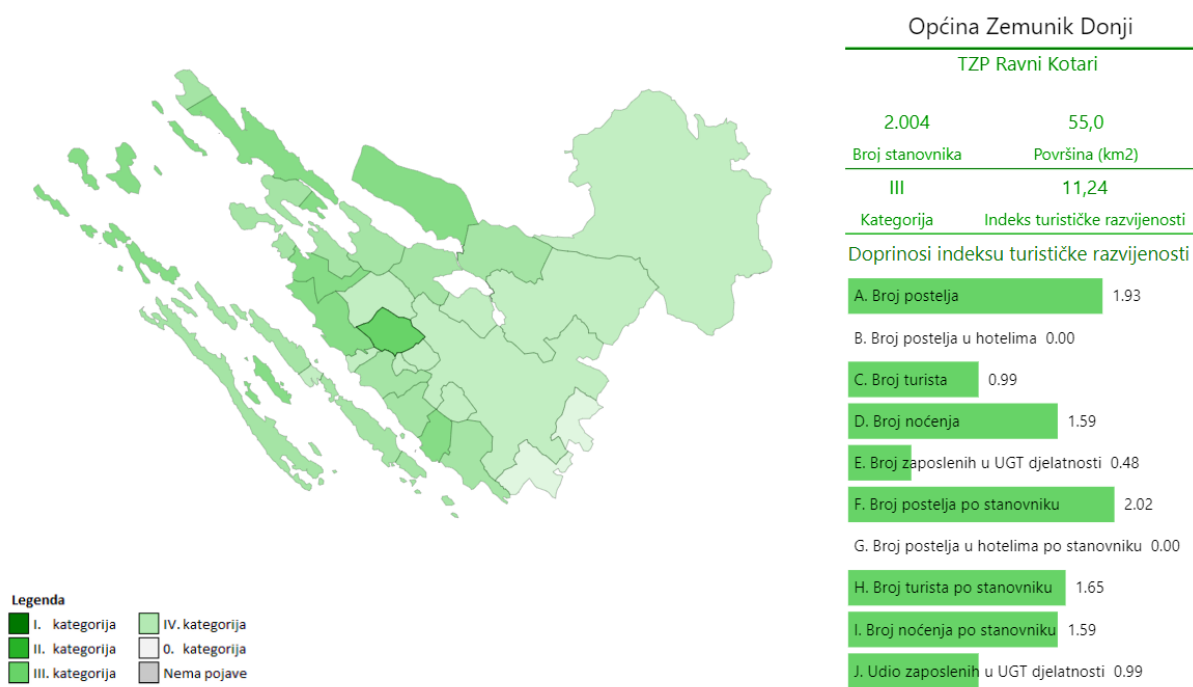 Općina Zemunik Donji
TZP Ravni Kotari
2.004 55,0
Broj stanovnika Površina (km2)
III 11,24
Kategorija Indeks turističke razvijenosti
Doprinosi indeksu turističke razvijenosti
A. Broj postelja 1.93
B. Broj postelja u hotelima 0.00
C. Broj turista 0.99
D. Broj noćenja 1.59
E. Broj zaposlenih u UGT djelatnosti 0.48
F. Broj postelja po stanovniku 2.02
G. Broj postelja u hotelima po stanovniku 0.00
H. Broj turista po stanovniku 1.65
I. Broj noćenja po stanovniku 1.59
J. Udio zaposlenih u UGT djelatnosti 0.99
Legenda
I. kategorija IV. kategorija
II. kategorija 0. kategorija
III. kategorija Nema pojave